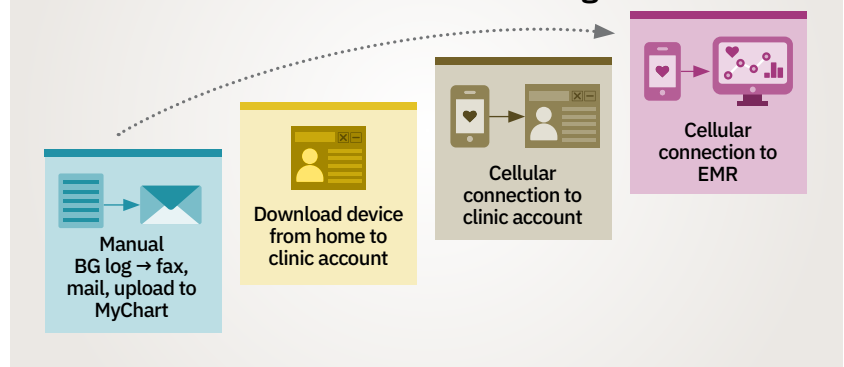 Manual
BG log → fax,
mail, upload to
MyChart
Download device
from home to
clinic account
Cellular
connection to
clinic account
Cellular
connection to
EMR